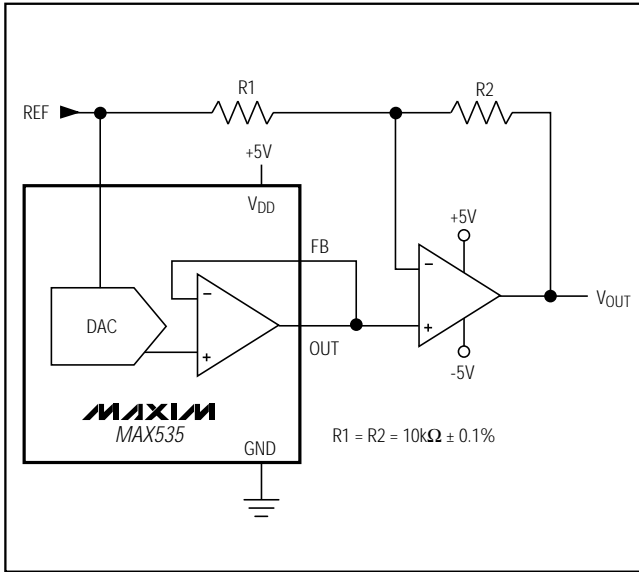 R1
R2
REF
+5V
VDD
FB
+5V
−
−
DAC
+
+
VOUT
OUT
-5V
MAXIM
MAX535
R1 = R2 = 10kΩ ± 0.1%
GND